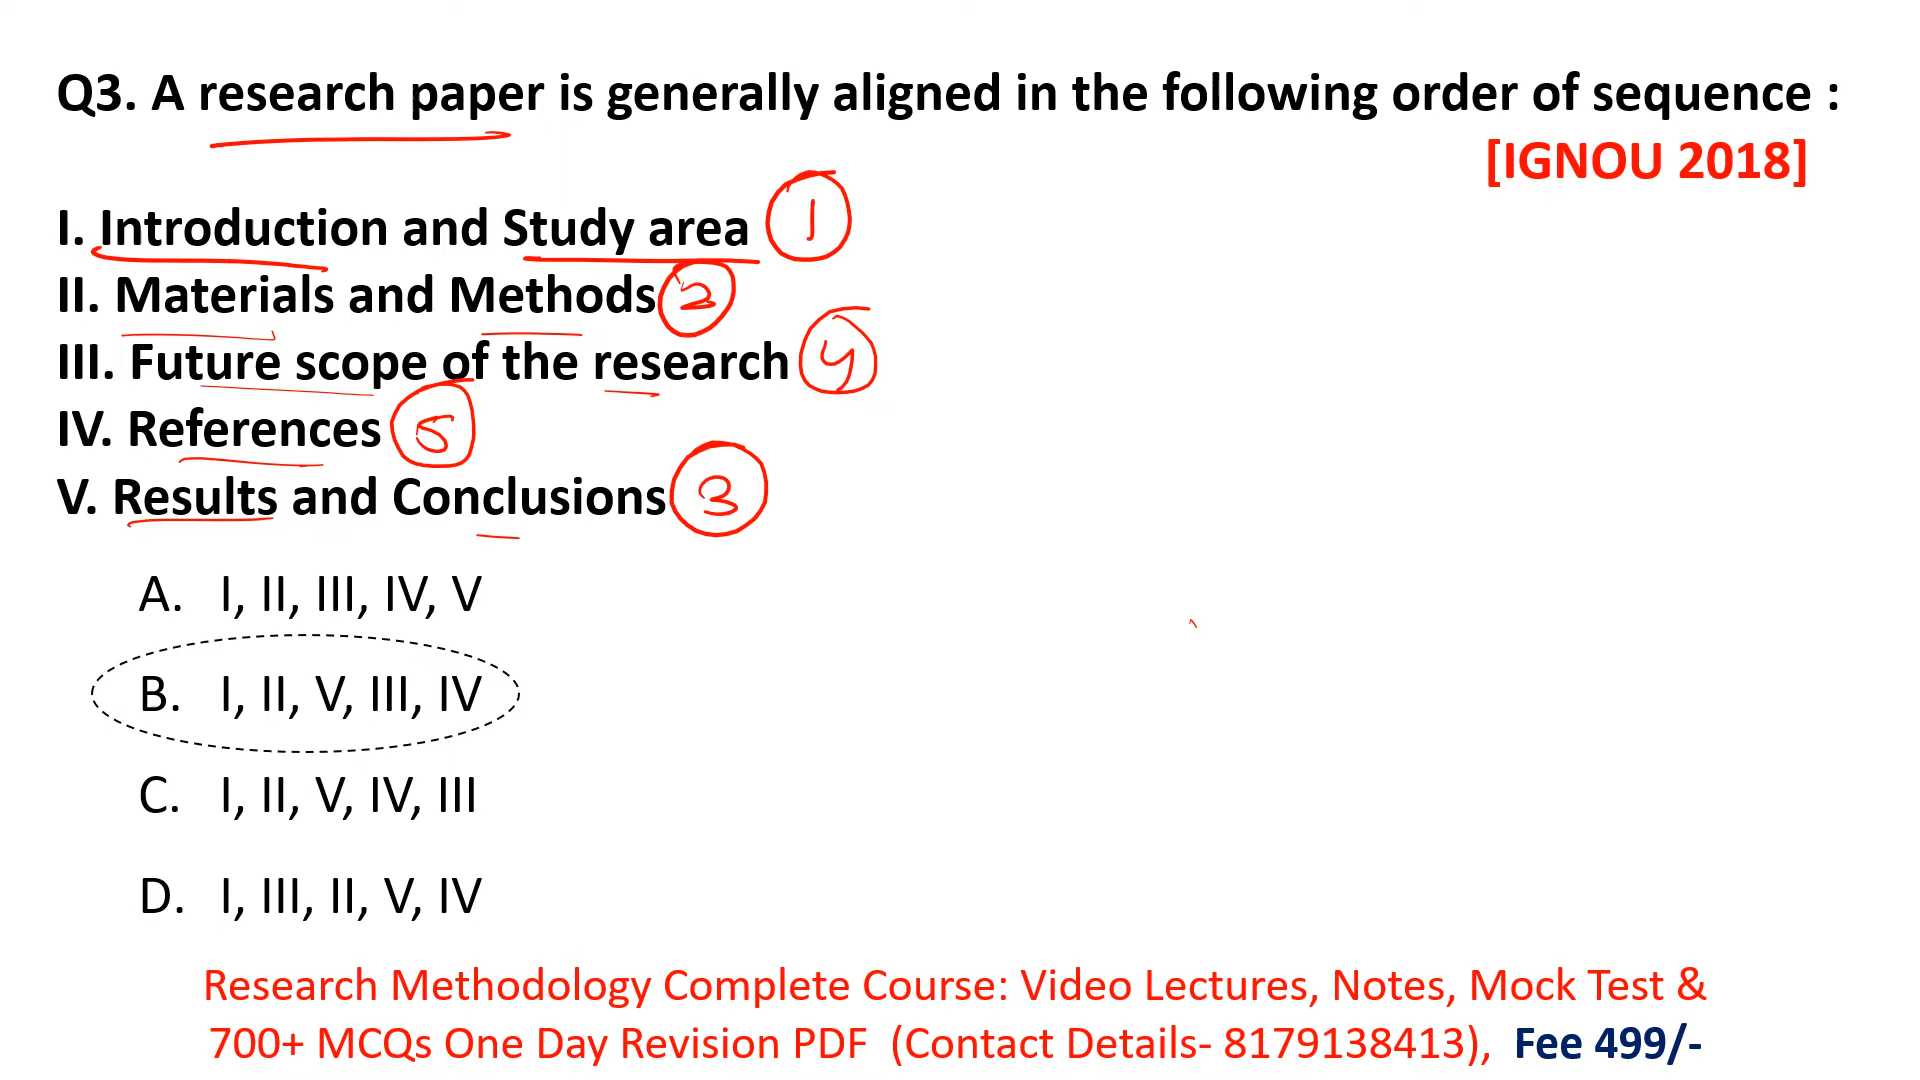 Q3. A research paper is generally aligned in the following order of sequence :
[IGNOU 2018]
I. Introduction and Study area 1
II. Materials and Methods 2
III. Future scope of the research 4
IV. References 5
V. Results and Conclusions 3
A. I, II, III, IV, V
B. I, II, V, III, IV
C. I, II, V, IV, III
D. I, III, II, V, IV
Research Methodology Complete Course: Video Lectures, Notes, Mock Test &
700+ MCQs One Day Revision PDF (Contact Details- 8179138413), Fee 499/-